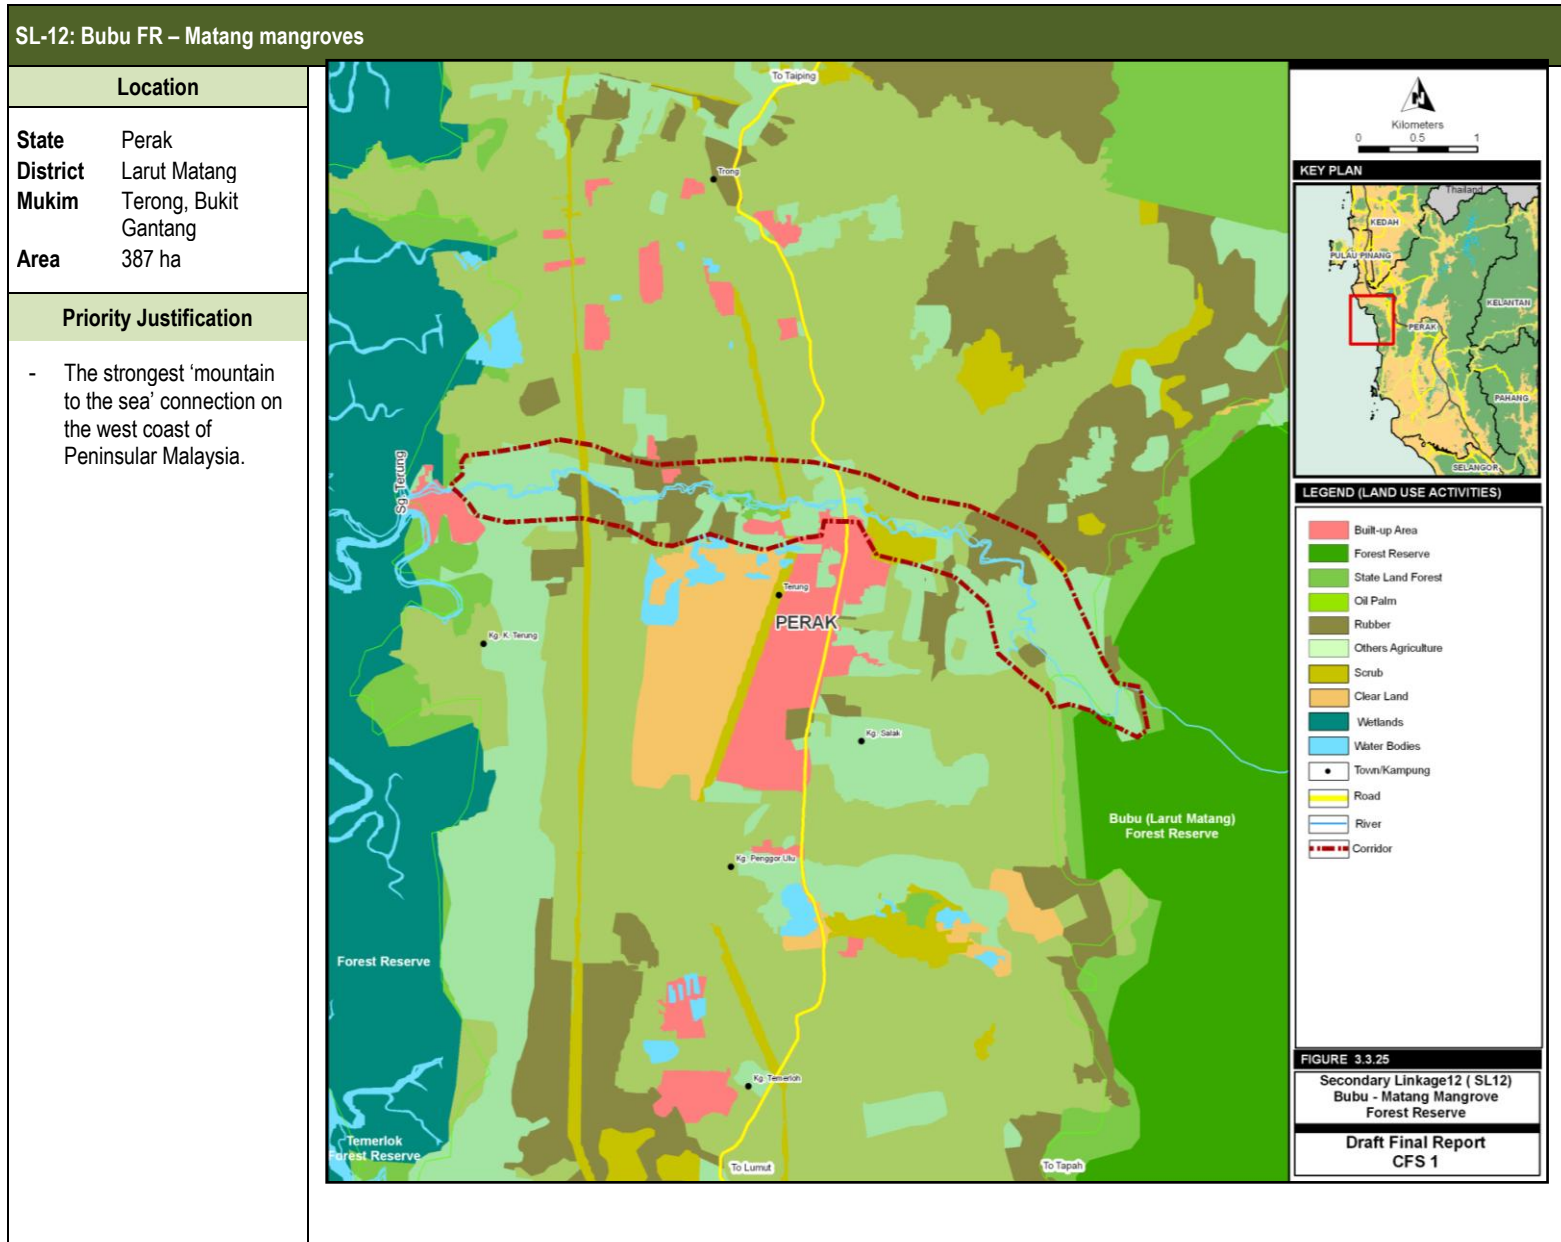 SL-12: Bubu FR – Matang mangroves
Location
State Perak
District Larut Matang
Mukim Terong, Bukit
Gantang
Area 387 ha
Priority Justification
- The strongest ‘mountain
to the sea’ connection on
the west coast of
Peninsular Malaysia.
To Taiping
Trong
Sg. Terung
Terung
PERAK
Kg. K. Terung
Kg. Salak
Bubu (Larut Matang)
Forest Reserve
Kg. Penggor Ulu
Forest Reserve
Kg. Temerloh
Temerlok
Forest Reserve
To Lumut
To Tapah
N
Kilometers
0 0.5 1
KEY PLAN
Thailand
KEDAH
PULAU PINANG
KELANTAN
PERAK
PAHANG
SELANGOR
LEGEND (LAND USE ACTIVITIES)
Built-up Area
Forest Reserve
State Land Forest
Oil Palm
Rubber
Others Agriculture
Scrub
Clear Land
Wetlands
Water Bodies
Town/Kampung
Road
River
Corridor
FIGURE 3.3.25
Secondary Linkage12 ( SL12)
Bubu - Matang Mangrove
Forest Reserve
Draft Final Report
CFS 1